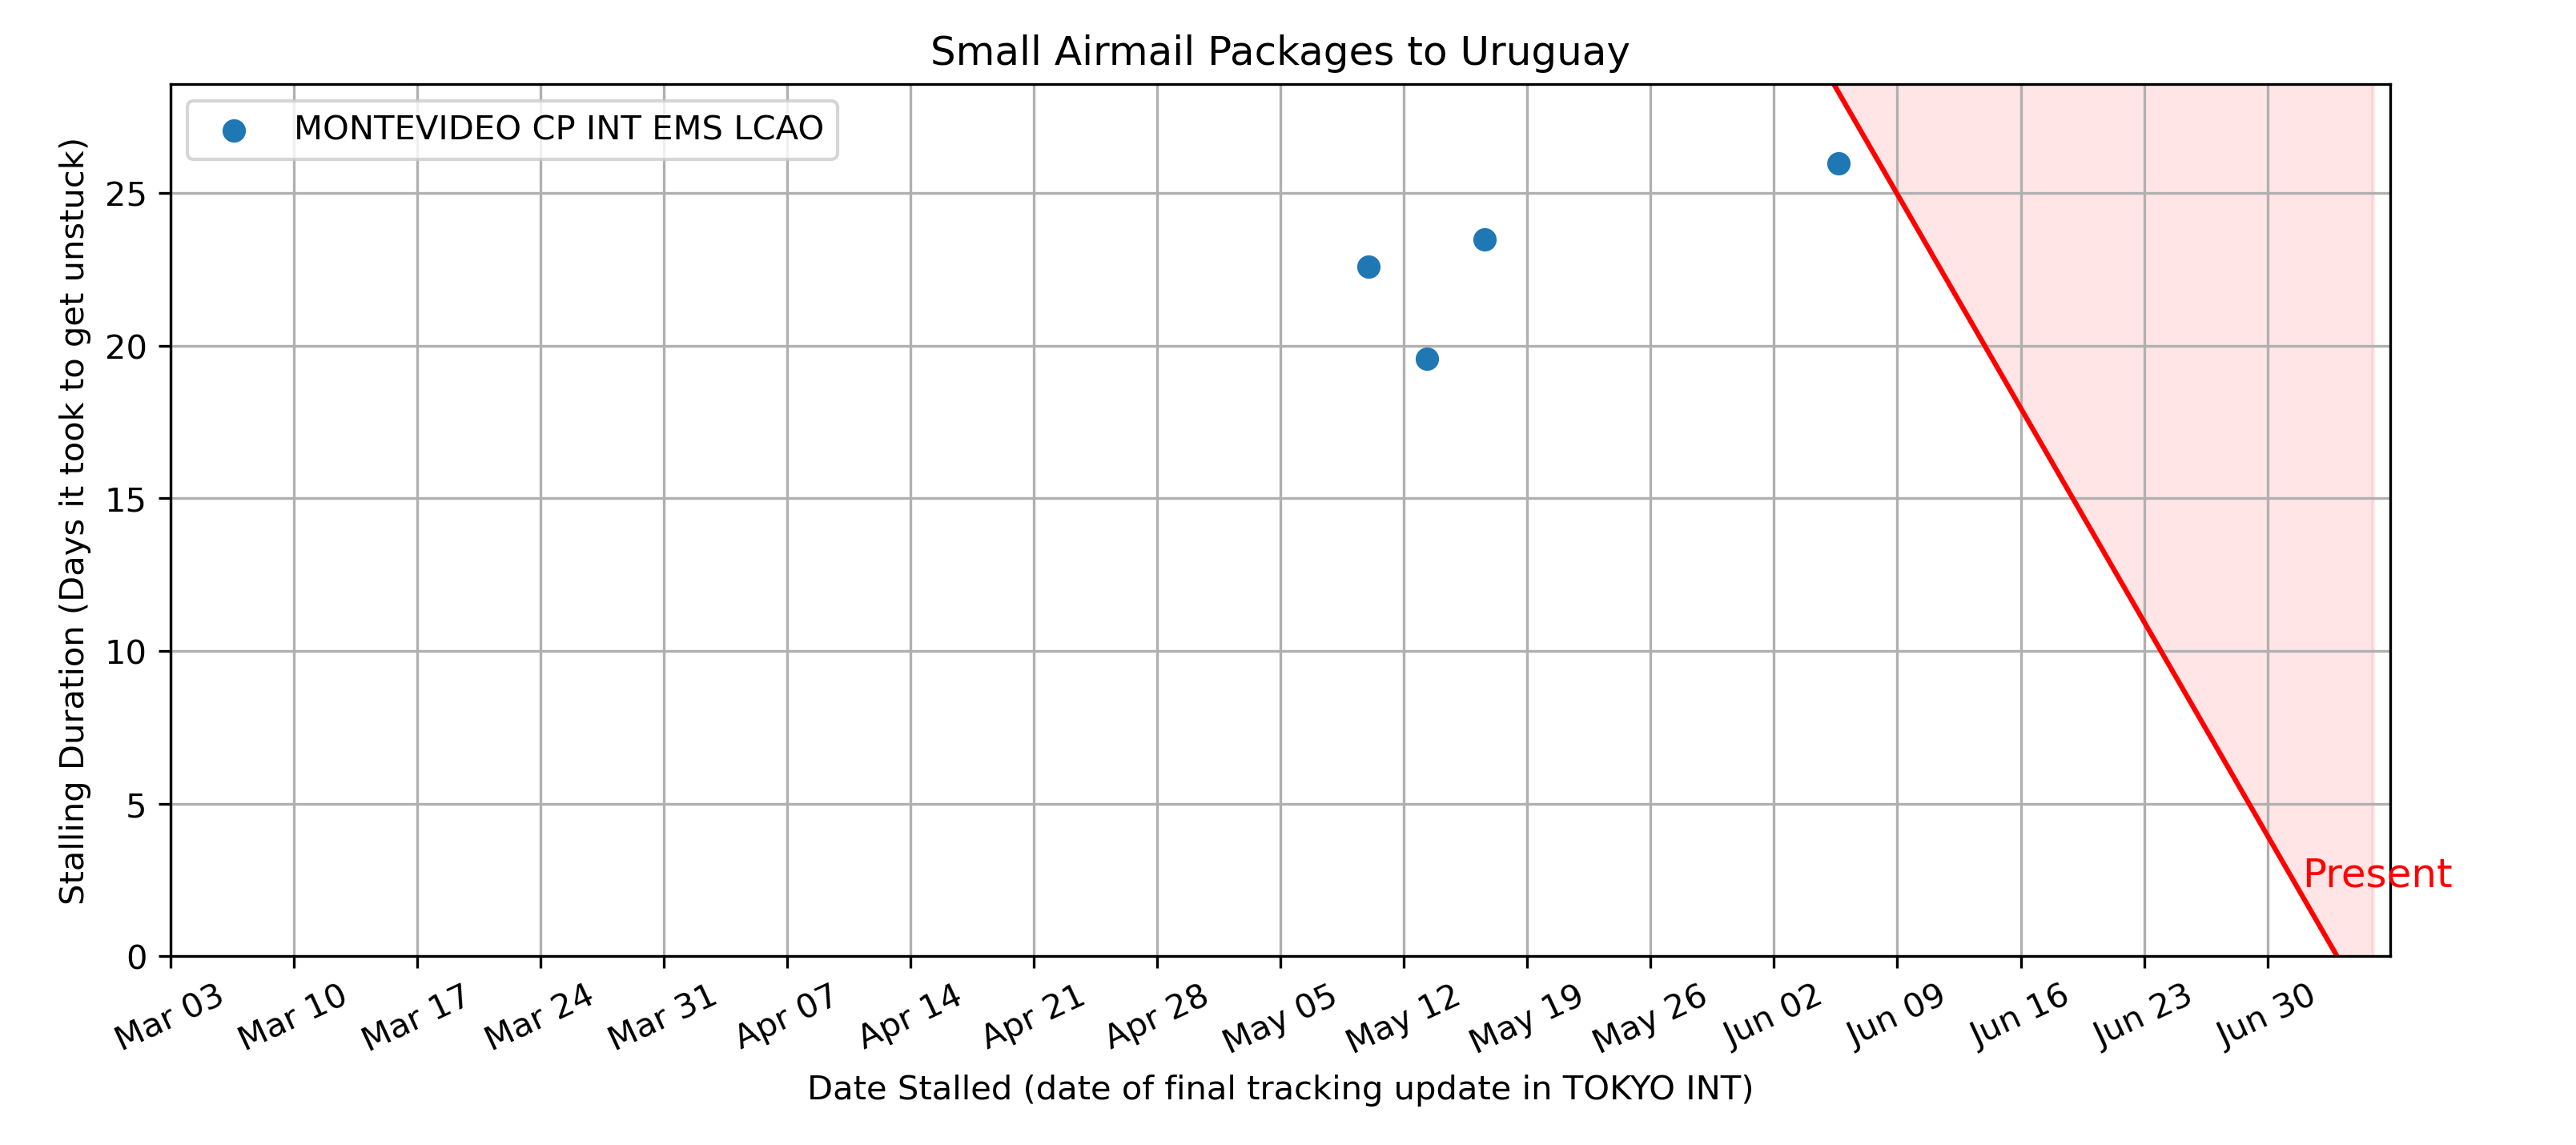 Small Airmail Packages to Uruguay
MONTEVIDEO CP INT EMS LCAO
Stalling Duration (Days it took to get unstuck)
25
20
15
10
5
0
Present
Mar 03
Mar 10
Mar 17
Mar 24
Mar 31
Apr 07
Apr 14
Apr 21
Apr 28
May 05
May 12
May 19
May 26
Jun 02
Jun 09
Jun 16
Jun 23
Jun 30
Date Stalled (date of final tracking update in TOKYO INT)